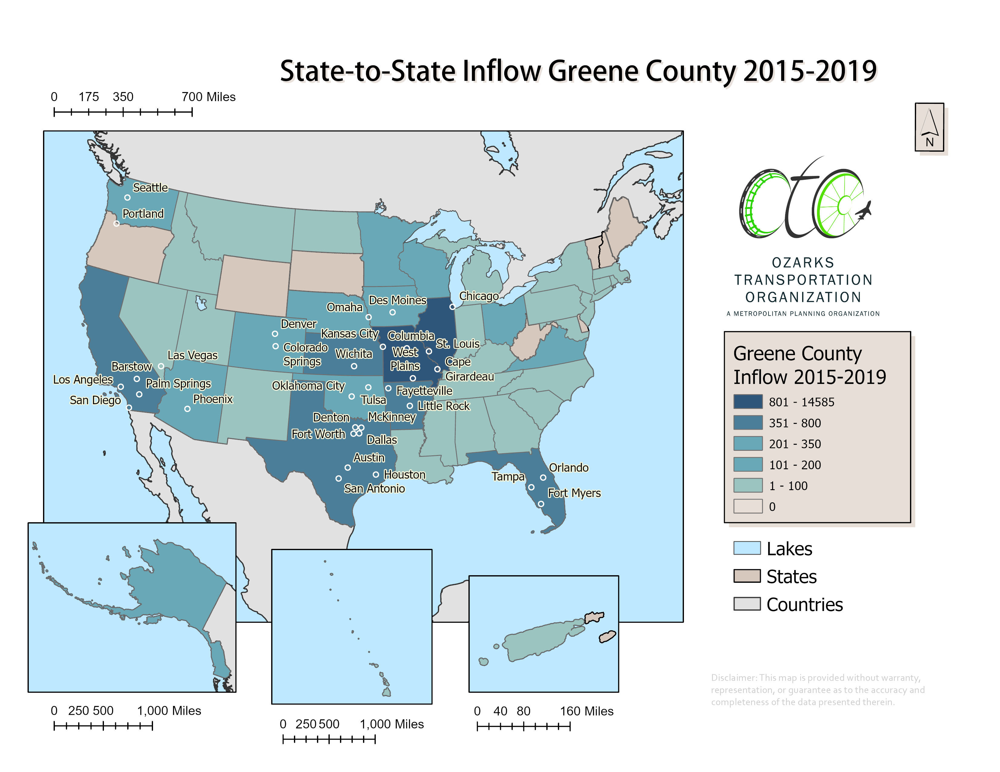 State-to-State Inflow Greene County 2015-2019
0 175 350 700 Miles
N
Seattle
Portland
Chicago
Des Moines
Omaha
Denver
Kansas City
Columbia
St. Louis
Colorado
Springs
Wichita
West
Plains
Las Vegas
Cape
Girardeau
Barstow
Los Angeles
Palm Springs
Oklahoma City
Fayetteville
San Diego
Phoenix
Tulsa
Little Rock
Denton
McKinney
Fort Worth
Dallas
Austin
Houston
San Antonio
Orlando
Tampa
Fort Myers
OTO
OZARKS
TRANSPORTATION
ORGANIZATION
A METROPOLITAN PLANNING ORGANIZATION
Greene County
Inflow 2015-2019
801 - 14585
351 - 800
201 - 350
101 - 200
1 - 100
0
Lakes
States
Countries
Disclaimer: This map is provided without warranty,
representation, or guarantee as to the accuracy and
completeness of the data presented therein.
0 250 500 1,000 Miles
0 250 500 1,000 Miles
0 40 80 160 Miles